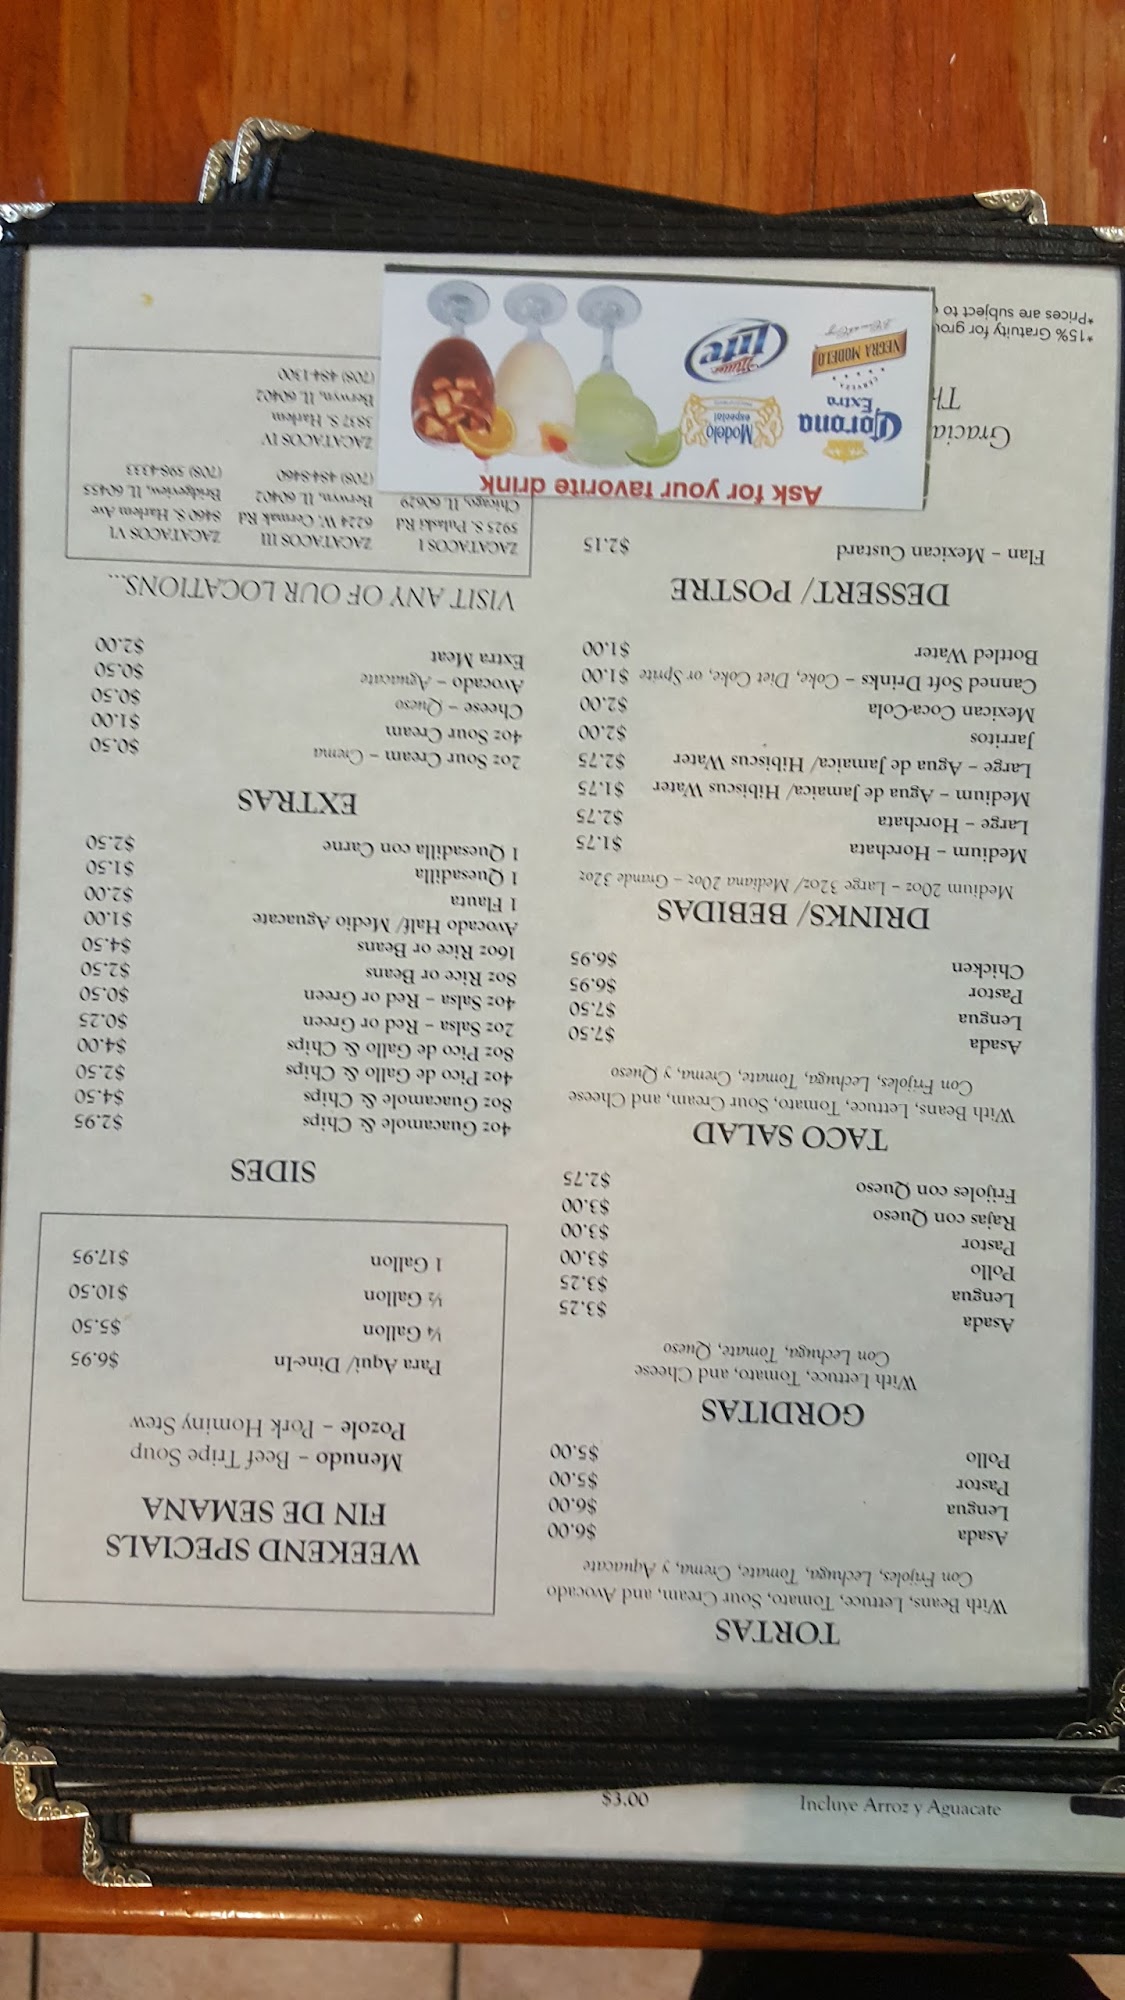 TORTAS
With Beans, Lettuce, Tomato, Sour Cream, and Avocado
Con Frijoles, Lechuga, Tomate, Crema, y Aguacate
Asada $6.00
Lengua $6.00
Pastor $5.00
Pollo $5.00
GORDITAS
With Lettuce, Tomato, and Cheese
Con Lechuga, Tomate, Queso
Asada $3.25
Lengua $3.25
Pollo $3.00
Pastor $3.00
Rajas con Queso $3.00
Frijoles con Queso $2.75
TACO SALAD
With Beans, Lettuce, Tomato, Sour Cream, and Cheese
Con Frijoles, Lechuga, Tomate, Crema, y Queso
Asada $7.50
Lengua $7.50
Pastor $6.95
Chicken $6.95
DRINKS/ BEBIDAS
Medium 20oz – Large 32oz/ Mediana 20oz – Grande 32oz
Medium – Horchata $1.75
Large – Horchata $2.75
Medium – Agua de Jamaica/ Hibiscus Water $1.75
Large – Agua de Jamaica/ Hibiscus Water $2.75
Jarritos $2.00
Mexican Coca-Cola $2.00
Canned Soft Drinks – Coke, Diet Coke, or Sprite $1.00
Bottled Water $1.00
DESSERT/ POSTRE
Flan – Mexican Custard $2.15
Gracia
*15% Gratuity for grou
*Prices are subject to
WEEKEND SPECIALS
FIN DE SEMANA
Menudo – Beef Tripe Soup
Pozole – Pork Hominy Stew
Para Aqui/ Dine-In $6.95
¼ Gallon $5.50
½ Gallon $10.50
1 Gallon $17.95
SIDES
4oz Guacamole & Chips $2.95
8oz Guacamole & Chips $4.50
4oz Pico de Gallo & Chips $2.50
8oz Pico de Gallo & Chips $4.00
2oz Salsa – Red or Green $0.25
4oz Salsa – Red or Green $0.50
8oz Rice or Beans $2.50
16oz Rice or Beans $4.50
Avocado Half/ Medio Aguacate $1.00
1 Flauta $2.00
1 Quesadilla $1.50
1 Quesadilla con Carne $2.50
EXTRAS
2oz Sour Cream – Crema $0.50
4oz Sour Cream $1.00
Cheese – Queso $0.50
Avocado – Aguacate $0.50
Extra Meat $2.00
VISIT ANY OF OUR LOCATIONS...
ZACATACOS I
5925 S. Pulaski Rd
Chicago, IL 60629
ZACATACOS III
6224 W. Cermak Rd
Berwyn, IL 60402
(708) 484-8460
ZACATACOS VI
8460 S. Harlem Ave
Bridgeview, IL 60455
(708) 598-4333
ZACATACOS IV
3837 S. Harlem
Berwyn, IL 60402
(708) 484-1300
Ask for your favorite drink
Corona
Extra
Modelo
especial
CERVEZA
NEGRA MODELO
Miller
Lite
Incluye Arroz y Aguacate $3.00